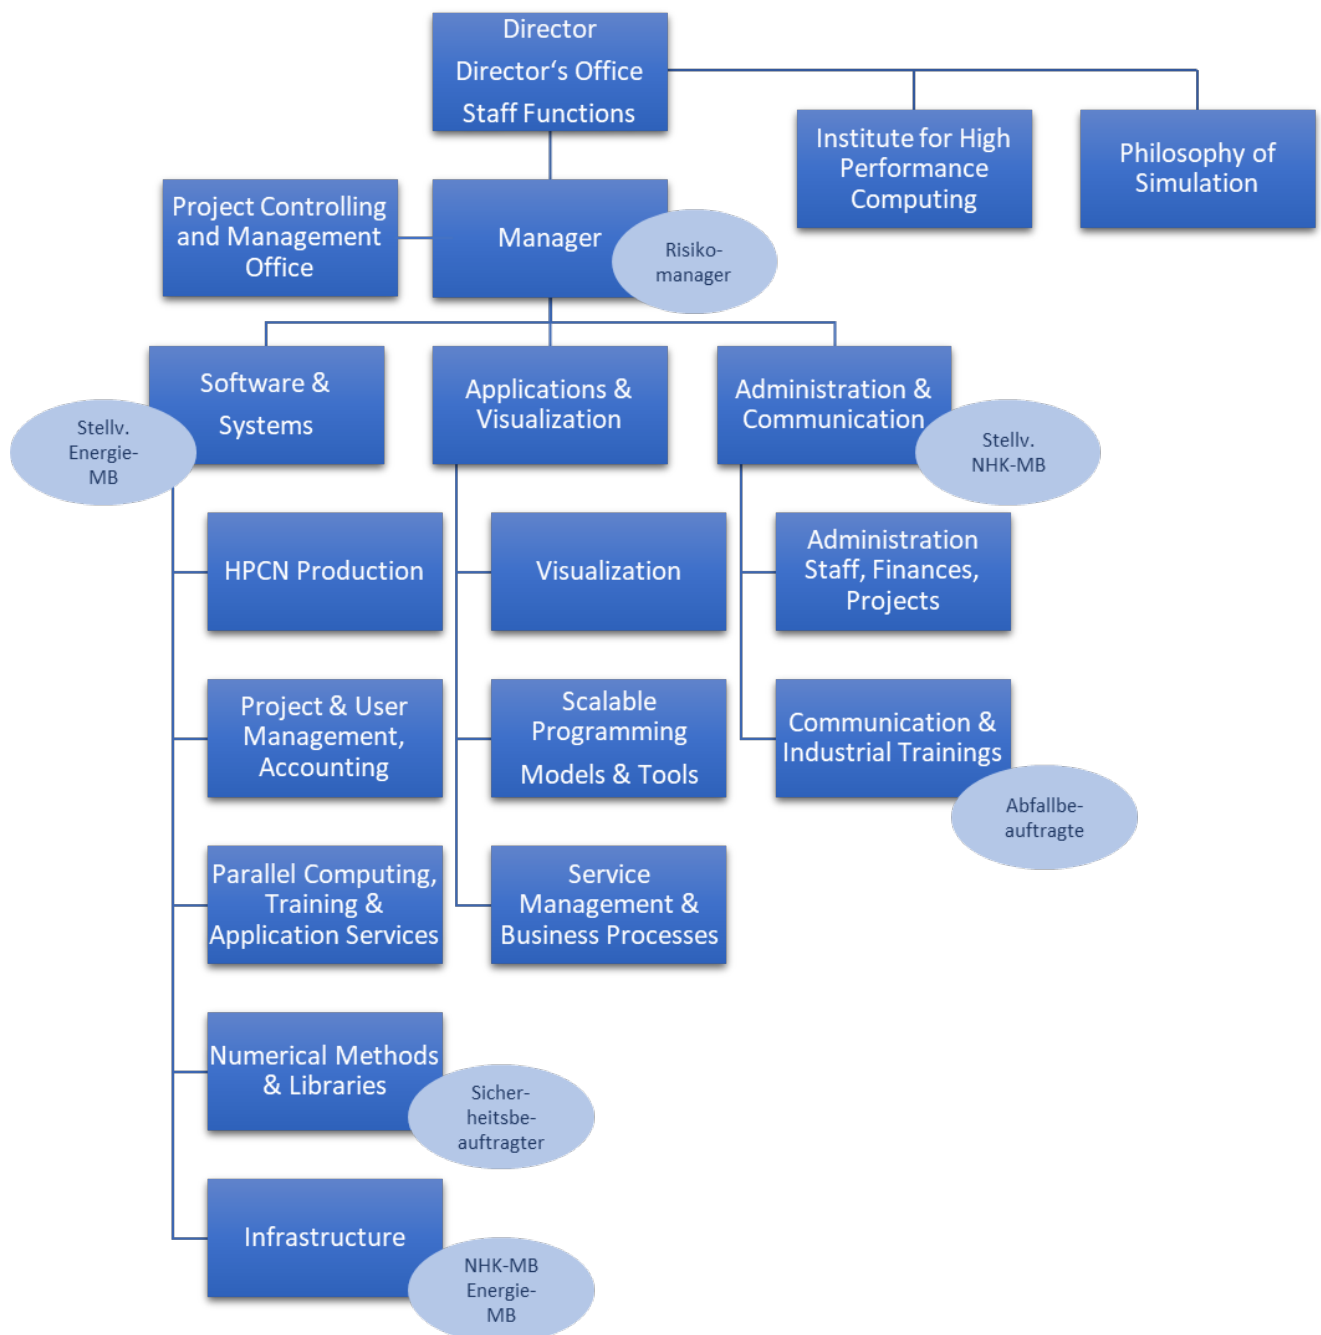 Director
Director‘s Office
Staff Functions
Institute for High
Performance
Computing
Philosophy of
Simulation
Project Controlling
and Management
Office
Manager
Risiko-
manager
Software &
Systems
Stellv.
Energie-
MB
Applications &
Visualization
Administration &
Communication
Stellv.
NHK-MB
HPCN Production
Visualization
Administration
Staff, Finances,
Projects
Project & User
Management,
Accounting
Scalable
Programming
Models & Tools
Communication &
Industrial Trainings
Abfallbe-
auftragte
Parallel Computing,
Training &
Application Services
Service
Management &
Business Processes
Numerical Methods
& Libraries
Sicher-
heitsbe-
auftragter
Infrastructure
NHK-MB
Energie-
MB